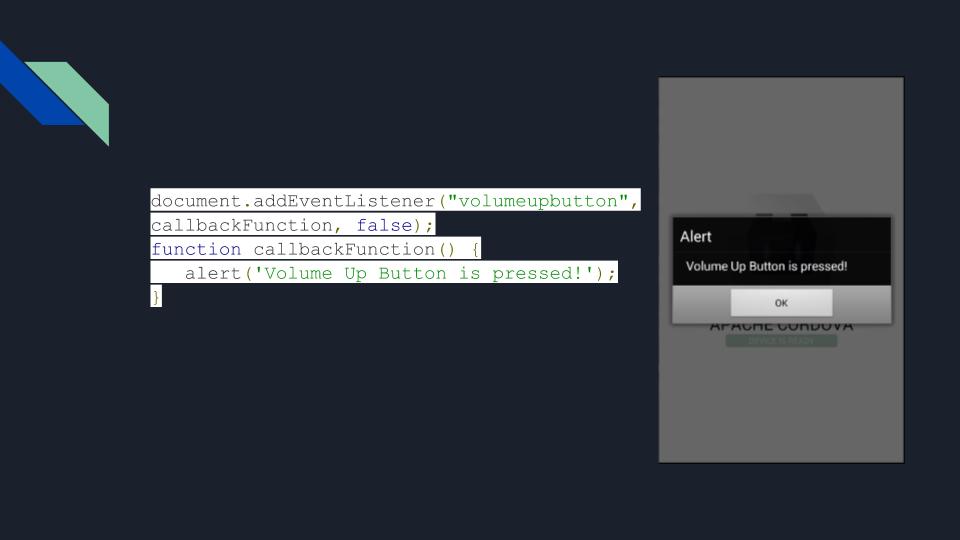 document.addEventListener("volumeupbutton",
callbackFunction, false);
function callbackFunction() {
   alert('Volume Up Button is pressed!');
}
Alert
Volume Up Button is pressed!
OK
APACHE CORDOVA
DEVICE IS READY